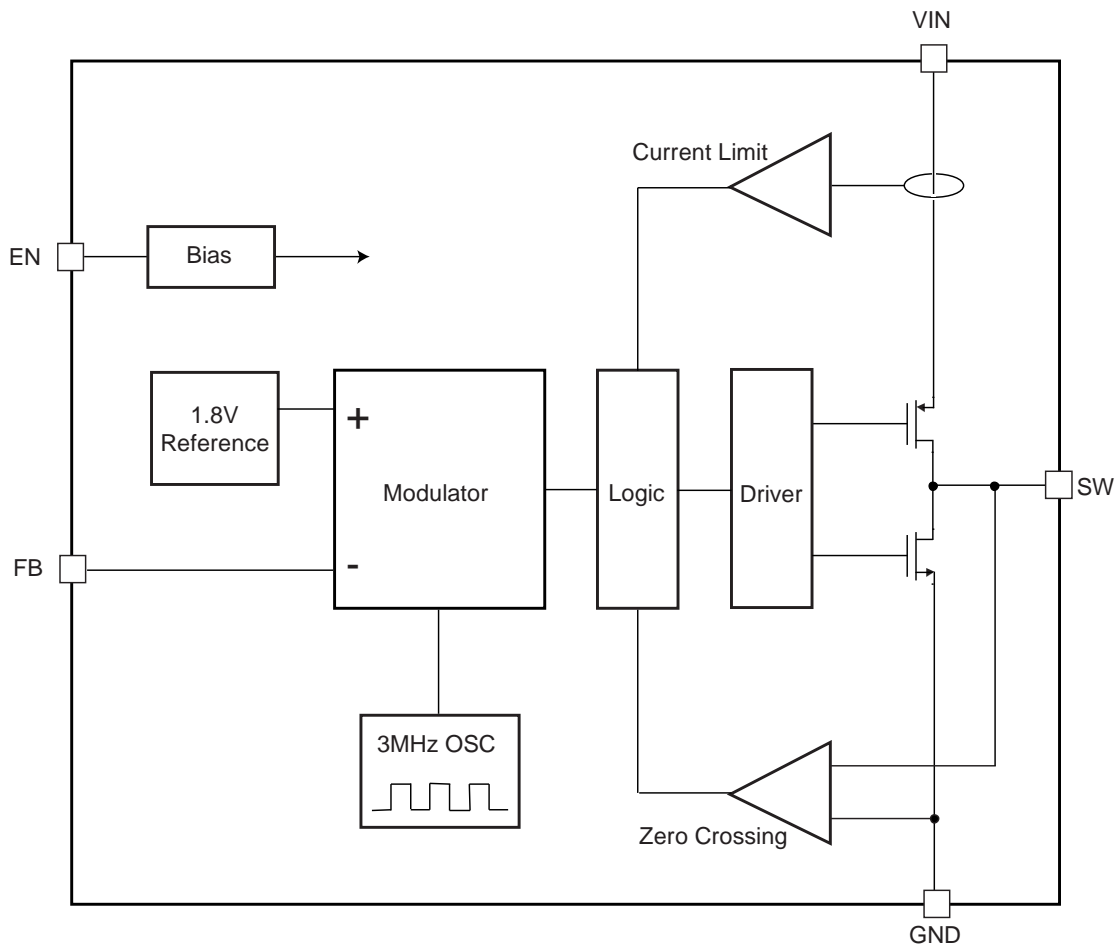 VIN
Current Limit
EN
Bias
1.8V
Reference
+
Modulator
Logic
Driver
SW
FB
-
3MHz OSC
Zero Crossing
GND